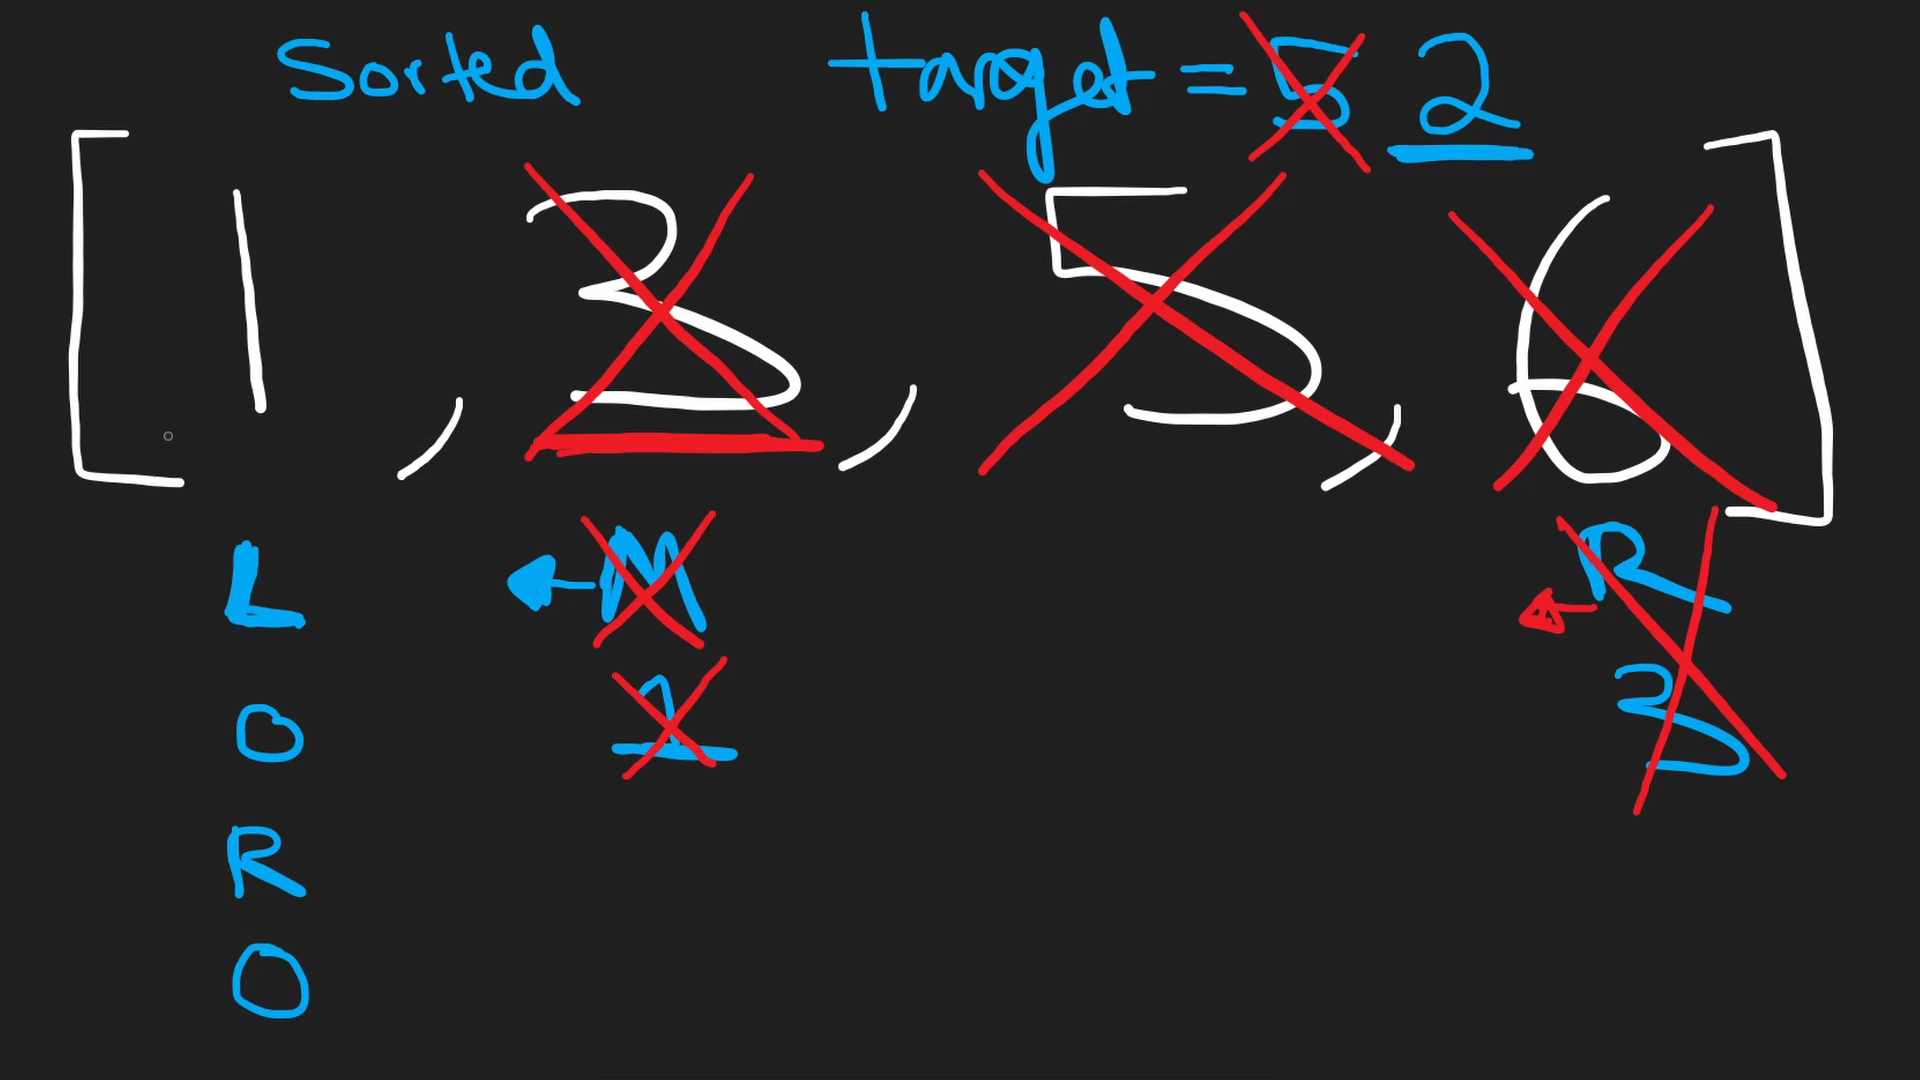 Sorted target = 5 2
[ 1 , 3 , 5 , 6 ]
L M R
0 1 3
R
0